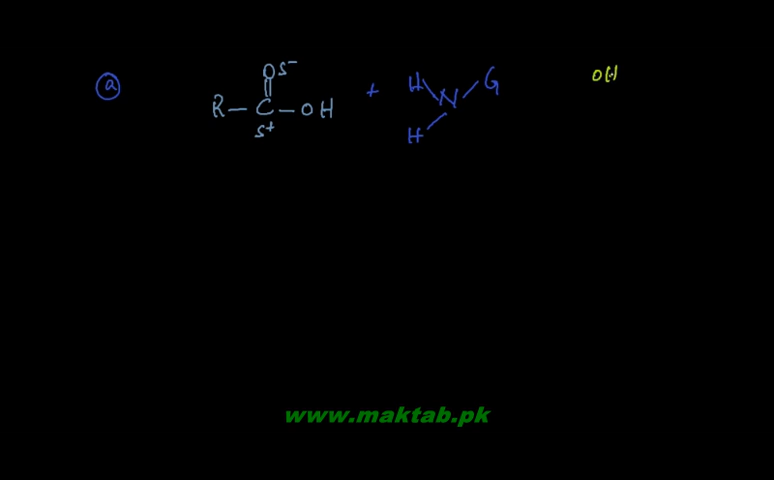 a
O δ-
R — C — OH + H N G
δ+
H
OH
www.maktab.pk